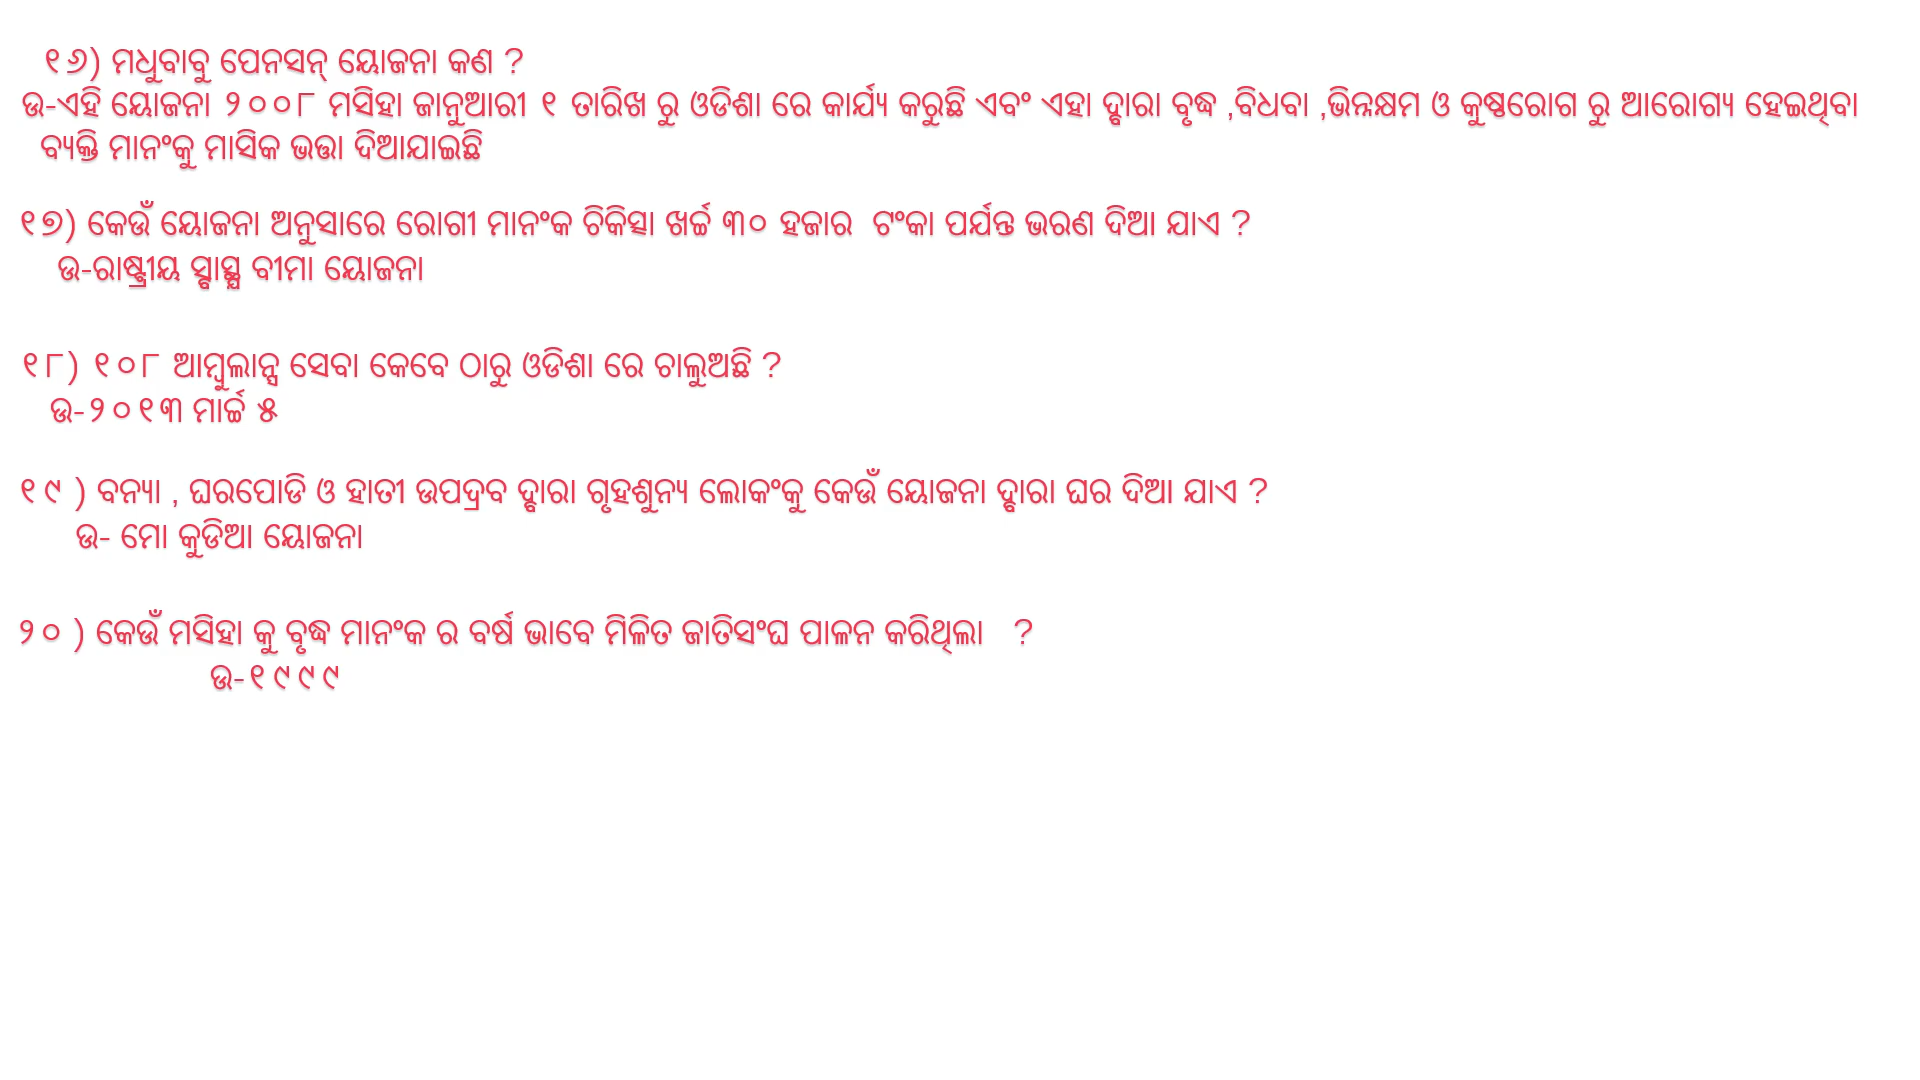 ୧୬) ମଧୁବାବୁ ପେନସନ୍ ୟୋଜନା କଣ ?
ଉ-ଏହି ୟୋଜନା ୨୦୦୮ ମସିହା ଜାନୁଆରୀ ୧ ତାରିଖ ରୁ ଓଡିଶା ରେ କାର୍ଯ୍ୟ କରୁଛି ଏବଂ ଏହା ଦ୍ବାରା ବୃଦ୍ଧ ,ବିଧବା ,ଭିନ୍ନକ୍ଷମ ଓ କୁଷ୍ଠରୋଗ ରୁ ଆରୋଗ୍ୟ ହେଇଥିବା
ବ୍ୟକ୍ତି ମାନଂକୁ ମାସିକ ଭତ୍ତା ଦିଆଯାଇଛି
୧୭) କେଉଁ ୟୋଜନା ଅନୁସାରେ ରୋଗୀ ମାନଂକ ଚିକିତ୍ସା ଖର୍ଚ୍ଚ ୩୦ ହଜାର ଟଂକା ପର୍ଯନ୍ତ ଭରଣ ଦିଆ ଯାଏ ?
ଉ-ରାଷ୍ଟ୍ରୀୟ ସ୍ବାସ୍ଥ୍ଯ ବୀମା ୟୋଜନା
୧୮) ୧୦୮ ଆମ୍ବୁଲାନ୍ସ ସେବା କେବେ ଠାରୁ ଓଡିଶା ରେ ଚାଲୁଅଛି ?
ଉ-୨୦୧୩ ମାର୍ଚ୍ଚ ୫
୧୯ ) ବନ୍ୟା , ଘରପୋଡି ଓ ହାତୀ ଉପଦ୍ରବ ଦ୍ବାରା ଗୃହଶୁନ୍ୟ ଲୋକଂକୁ କେଉଁ ୟୋଜନା ଦ୍ବାରା ଘର ଦିଆ ଯାଏ ?
ଉ- ମୋ କୁଡିଆ ୟୋଜନା
୨୦ ) କେଉଁ ମସିହା କୁ ବୃଦ୍ଧ ମାନଂକ ର ବର୍ଷ ଭାବେ ମିଳିତ ଜାତିସଂଘ ପାଳନ କରିଥିଲା ?
ଉ-୧୯୯୯